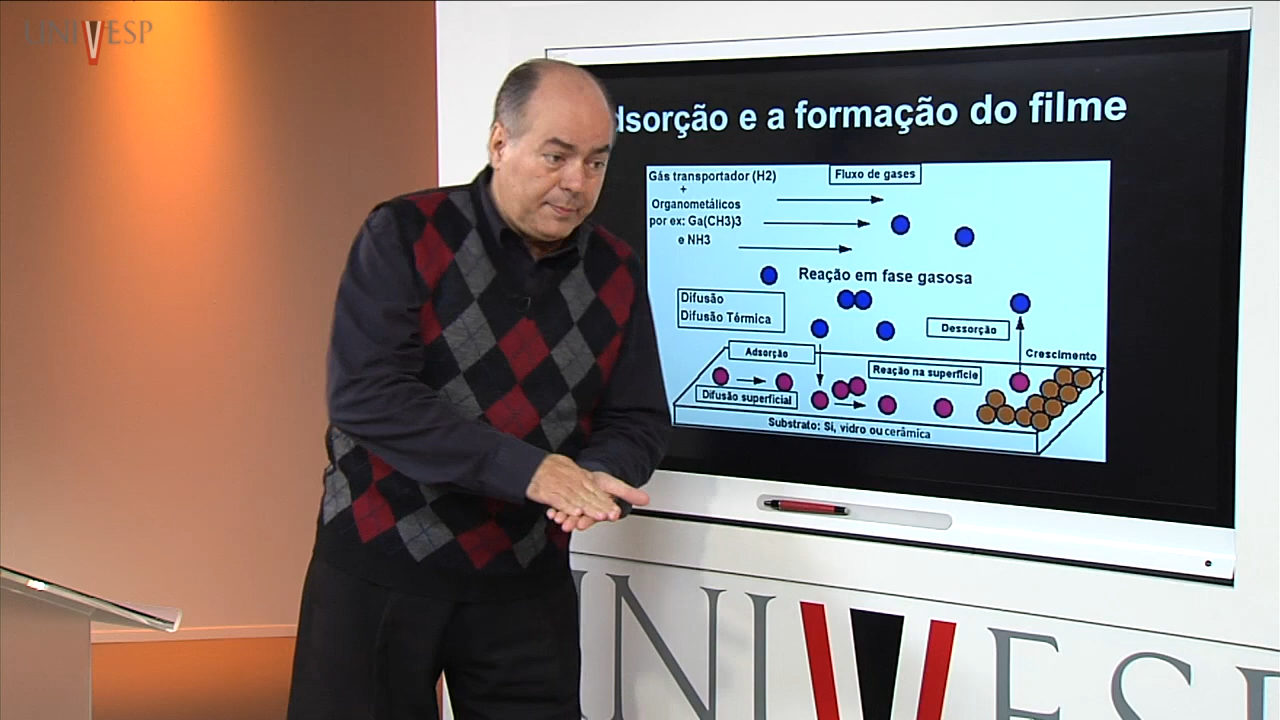 UNIVESP
dsorção e a formação do filme
Gás transportador (H2)
+
Organometálicos
por ex: Ga(CH3)3
e NH3
Fluxo de gases
Reação em fase gasosa
Difusão
Difusão Térmica
Dessorção
Adsorção
Crescimento
Reação na superfície
Difusão superficial
Substrato: Si, vidro ou cerâmica
UNIVESP